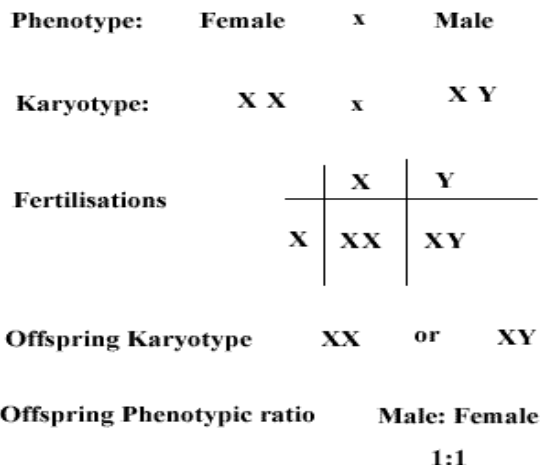 Phenotype: Female x Male
Karyotype: X X x X Y
X Y
Fertilisations
X XX XY
Offspring Karyotype XX or XY
Offspring Phenotypic ratio Male: Female
1:1